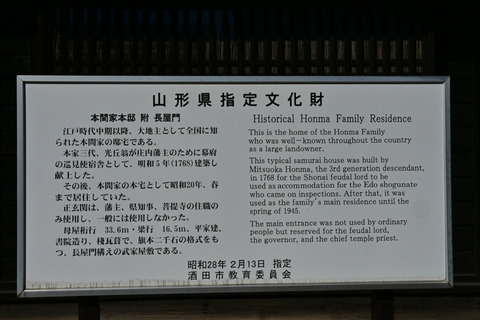 山形県指定文化財
本間家本邸 附 長屋門
江戸時代中期以降、大地主として全国に知
られた本間家の邸宅である。
本家三代、光丘翁が庄内藩主のために幕府
の巡見使宿舎として、明和5年(1768)建築し
献上した。
その後、本間家の本宅として昭和20年、春
まで居住していた。
正玄関は、藩主、県知事、菩提寺の住職の
み使用し、一般には使用しなかった。
母屋桁行 33.6m・梁行 16.5m、平家建、
書院造り、棧瓦葺で、旗本二千石の格式をも
つ、長屋門構えの武家屋敷である。
Historical Honma Family Residence
This is the home of the Honma Family
who was well-known throughout the country
as a large landowner.
This typical samurai house was built by
Mitsuoka Honma, the 3rd generation descendant,
in 1768 for the Shonai feudal lord to be
used as accommodation for the Edo shogunate
who came on inspections. After that, it was
used as the family's main residence until the
spring of 1945.
The main entrance was not used by ordinary
people but reserved for the feudal lord,
the governor, and the chief temple priest.
昭和28年 2月13日 指定
酒田市教育委員会